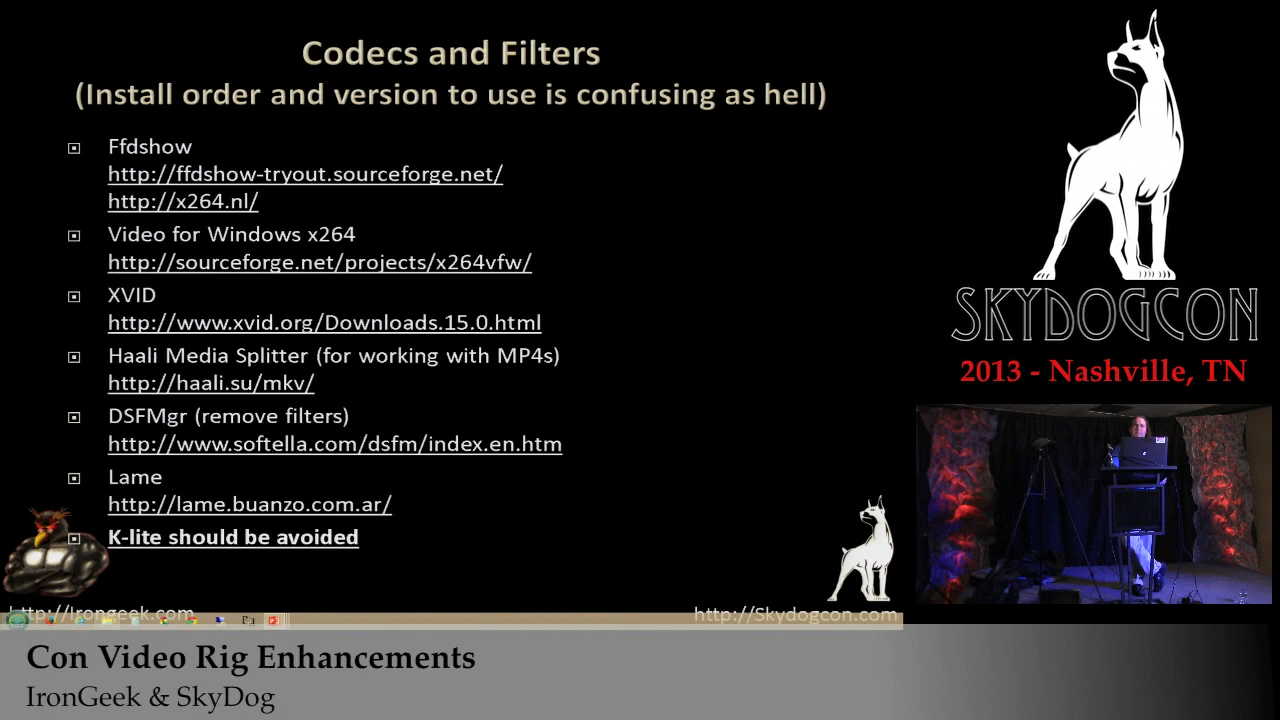 Codecs and Filters
(Install order and version to use is confusing as hell)
Ffdshow
http://ffdshow-tryout.sourceforge.net/
http://x264.nl/
Video for Windows x264
http://sourceforge.net/projects/x264vfw/
XVID
http://www.xvid.org/Downloads.15.0.html
Haali Media Splitter (for working with MP4s)
http://haali.su/mkv/
DSFMgr (remove filters)
http://www.softella.com/dsfm/index.en.htm
Lame
http://lame.buanzo.com.ar/
K-lite should be avoided
http://Irongeek.com
http://Skydogcon.com
SKYDOGCON
2013 - Nashville, TN
Con Video Rig Enhancements
IronGeek & SkyDog